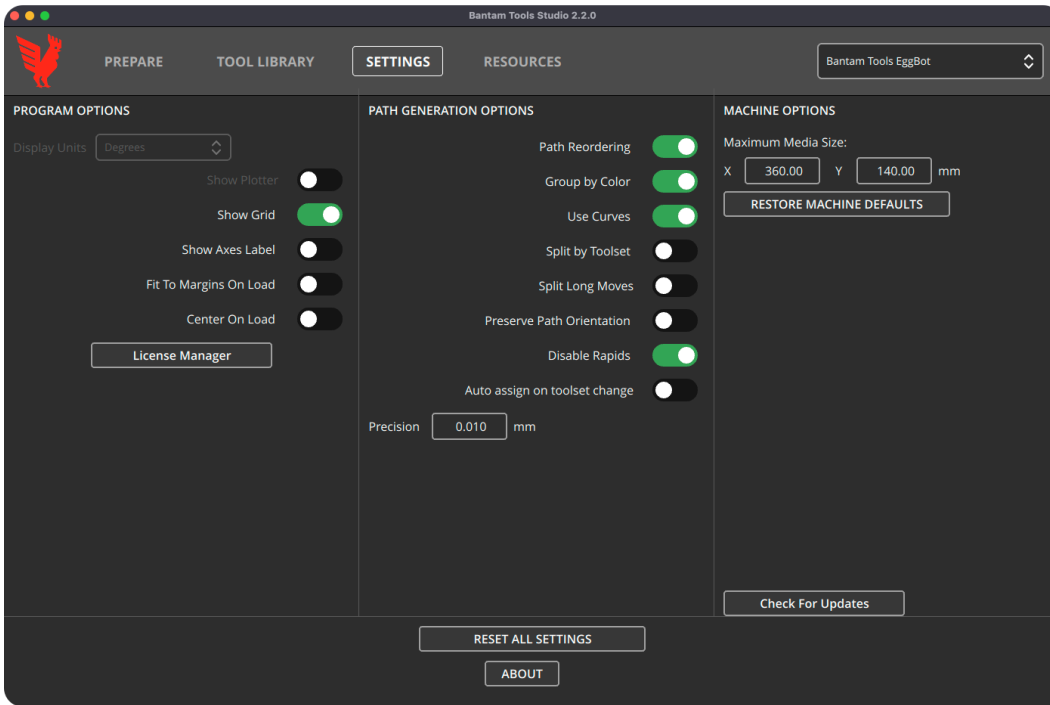 Bantam Tools Studio 2.2.0
PREPARE TOOL LIBRARY SETTINGS RESOURCES Bantam Tools EggBot
PROGRAM OPTIONS
Display Units Degrees
Show Plotter
Show Grid
Show Axes Label
Fit To Margins On Load
Center On Load
License Manager
PATH GENERATION OPTIONS
Path Reordering
Group by Color
Use Curves
Split by Toolset
Split Long Moves
Preserve Path Orientation
Disable Rapids
Auto assign on toolset change
Precision 0.010 mm
MACHINE OPTIONS
Maximum Media Size:
X 360.00 Y 140.00 mm
RESTORE MACHINE DEFAULTS
Check For Updates
RESET ALL SETTINGS
ABOUT